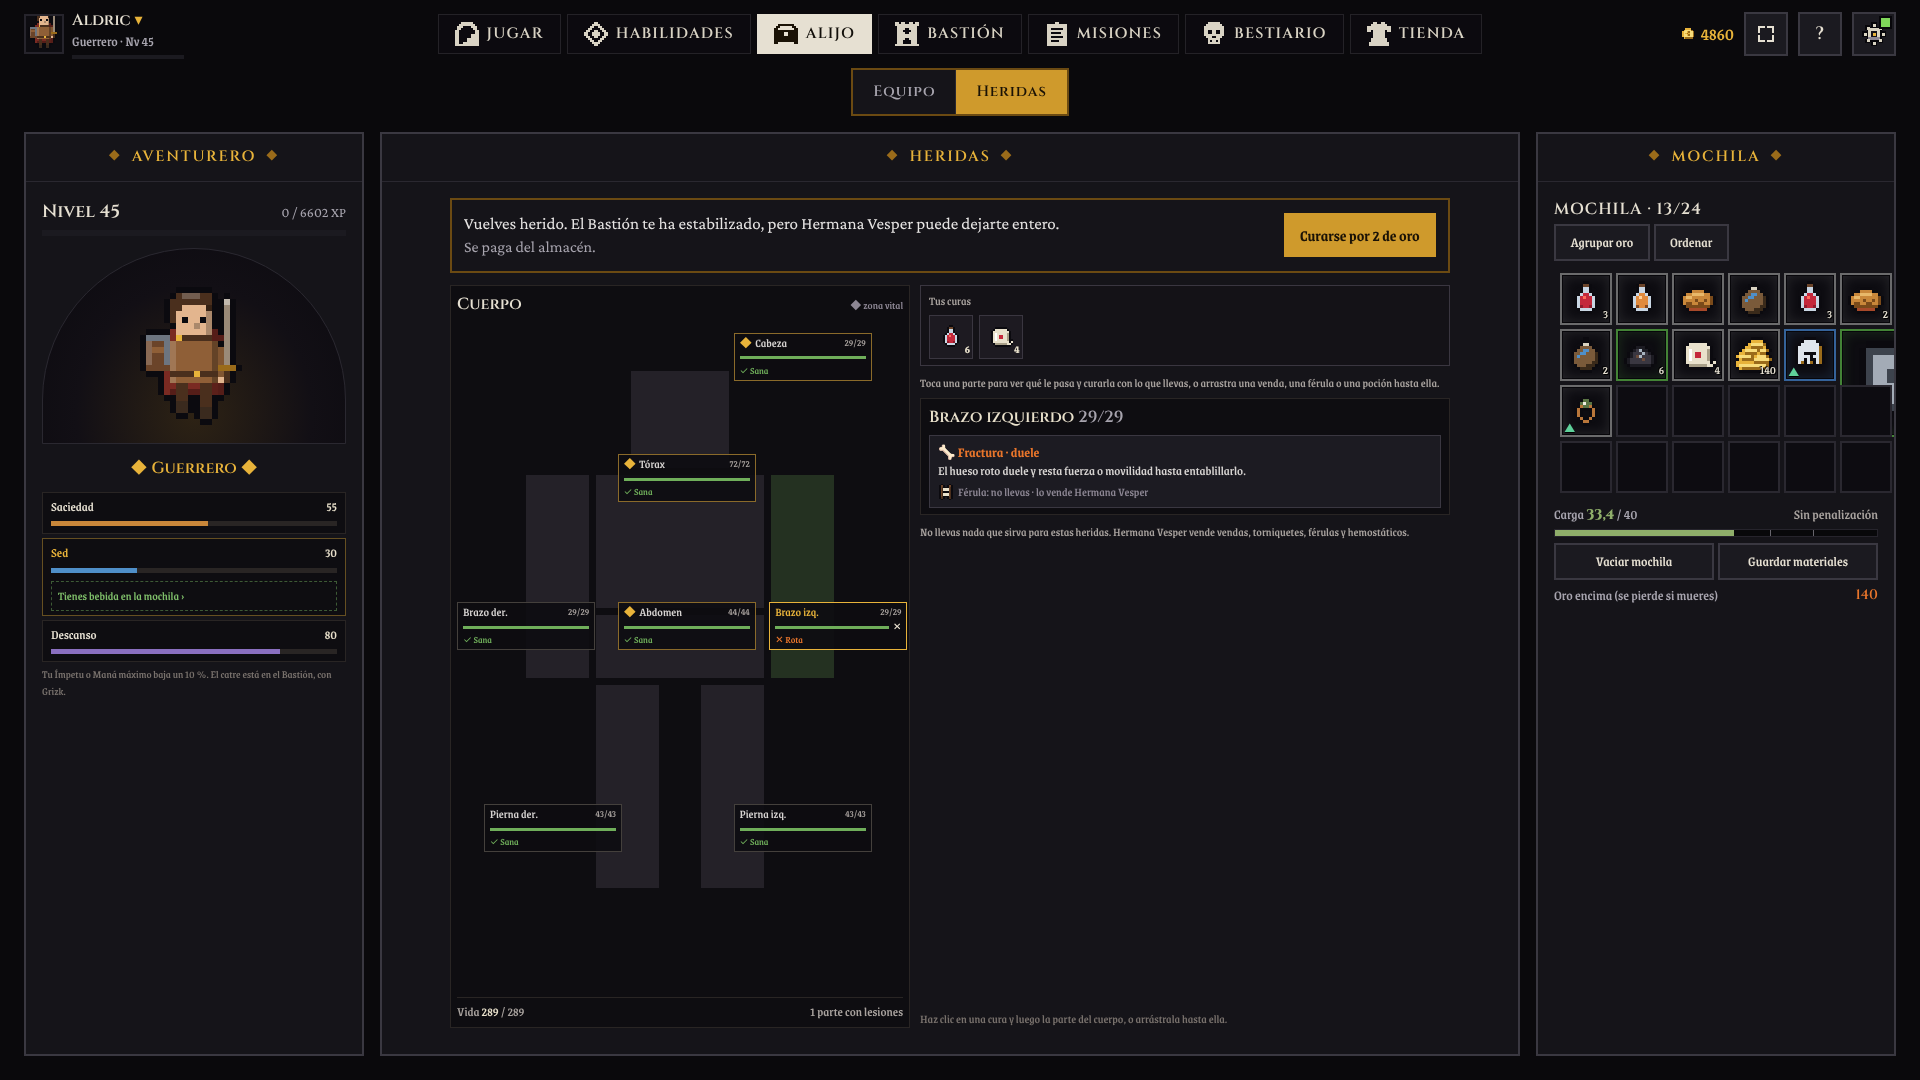 ALDRIC
Guerrero · Nv 45
JUGAR
HABILIDADES
ALIJO
BASTIÓN
MISIONES
BESTIARIO
TIENDA
4860
?
EQUIPO
HERIDAS
AVENTURERO
NIVEL 45
0 / 6602 XP
GUERRERO
Saciedad 55
Sed 30
Tienes bebida en la mochila ›
Descanso 80
Tu Ímpetu o Maná máximo baja un 10 %. El catre está en el Bastión, con
Grizk.
HERIDAS
Vuelves herido. El Bastión te ha estabilizado, pero Hermana Vesper puede dejarte entero.
Se paga del almacén.
Curarse por 2 de oro
CUERPO
zona vital
Cabeza 29/29
✓ Sana
Tórax 72/72
✓ Sana
Brazo der. 29/29
✓ Sana
Abdomen 44/44
✓ Sana
Brazo izq. 29/29
✕
✕ Rota
Pierna der. 43/43
✓ Sana
Pierna izq. 43/43
✓ Sana
Vida 289 / 289
1 parte con lesiones
Tus curas
6
4
Toca una parte para ver qué le pasa y curarla con lo que llevas, o arrastra una venda, una férula o una poción hasta ella.
BRAZO IZQUIERDO 29/29
Fractura · duele
El hueso roto duele y resta fuerza o movilidad hasta entablillarlo.
Férula: no llevas · lo vende Hermana Vesper
No llevas nada que sirva para estas heridas. Hermana Vesper vende vendas, torniquetes, férulas y hemostáticos.
Haz clic en una cura y luego la parte del cuerpo, o arrástrala hasta ella.
MOCHILA
MOCHILA · 13/24
Agrupar oro
Ordenar
3
3
2
2
6
4
140
Carga 33,4 / 40
Sin penalización
Vaciar mochila
Guardar materiales
Oro encima (se pierde si mueres) 140